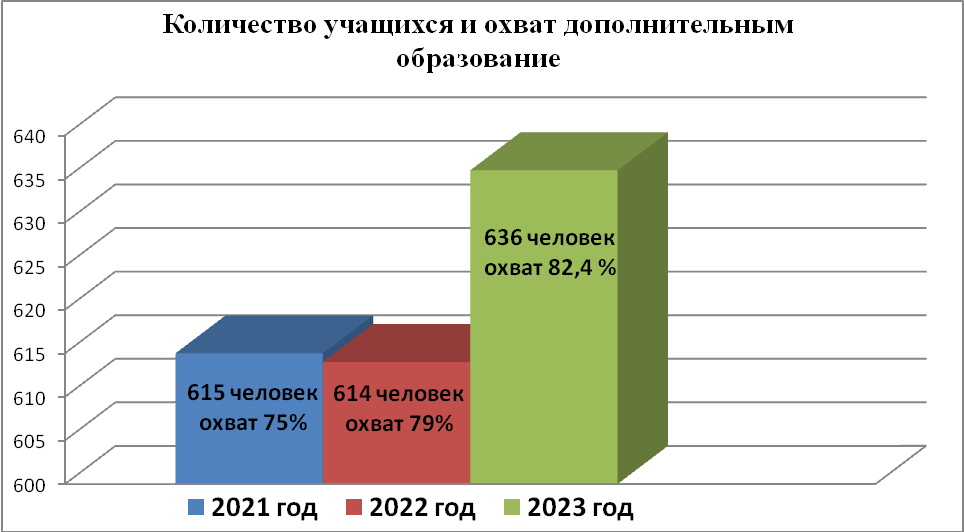 Количество учащихся и охват дополнительным
образование
640
635
630
625
620
615
610
605
600
636 человек
охват 82,4 %
615 человек
охват 75%
614 человек
охват 79%
2021 год
2022 год
2023 год